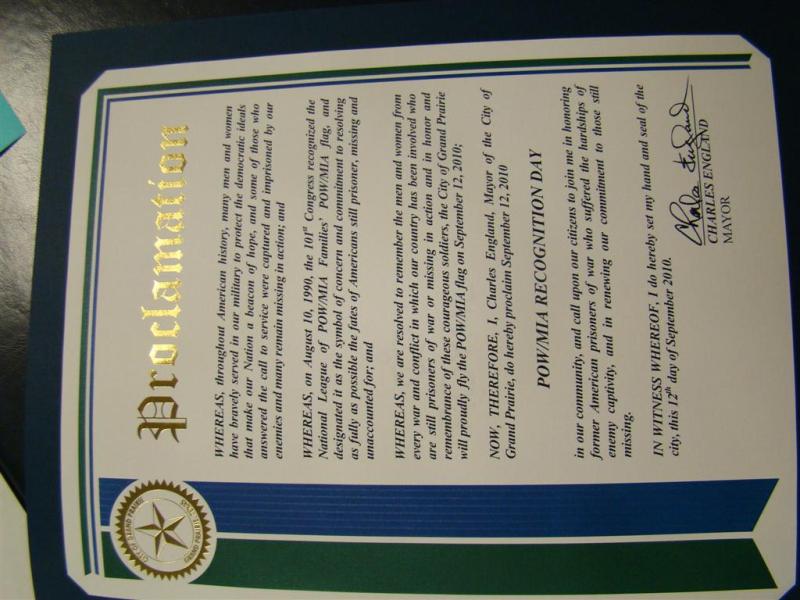 Proclamation
WHEREAS, throughout American history, many men and women
have bravely served in our military to protect the democratic ideals
that make our Nation a beacon of hope, and some of those who
answered the call to service were captured and imprisoned by our
enemies and many remain missing in action; and
WHEREAS, on August 10, 1990, the 101st Congress recognized the
National League of POW/MIA Families' POW/MIA flag, and
designated it as the symbol of concern and commitment to resolving
as fully as possible the fates of Americans still prisoner, missing and
unaccounted for; and
WHEREAS, we are resolved to remember the men and women from
every war and conflict in which our country has been involved who
are still prisoners of war or missing in action and in honor and
remembrance of these courageous soldiers, the City of Grand Prairie
will proudly fly the POW/MIA flag on September 12, 2010;
NOW, THEREFORE, I, Charles England, Mayor of the City of
Grand Prairie, do hereby proclaim September 12, 2010
POW/MIA RECOGNITION DAY
in our community, and call upon our citizens to join me in honoring
former American prisoners of war who suffered the hardships of
enemy captivity, and in renewing our commitment to those still
missing.
IN WITNESS WHEREOF, I do hereby set my hand and seal of the
city, this 12th day of September 2010.
Charles England
CHARLES ENGLAND
MAYOR
CITY OF GRAND PRAIRIE